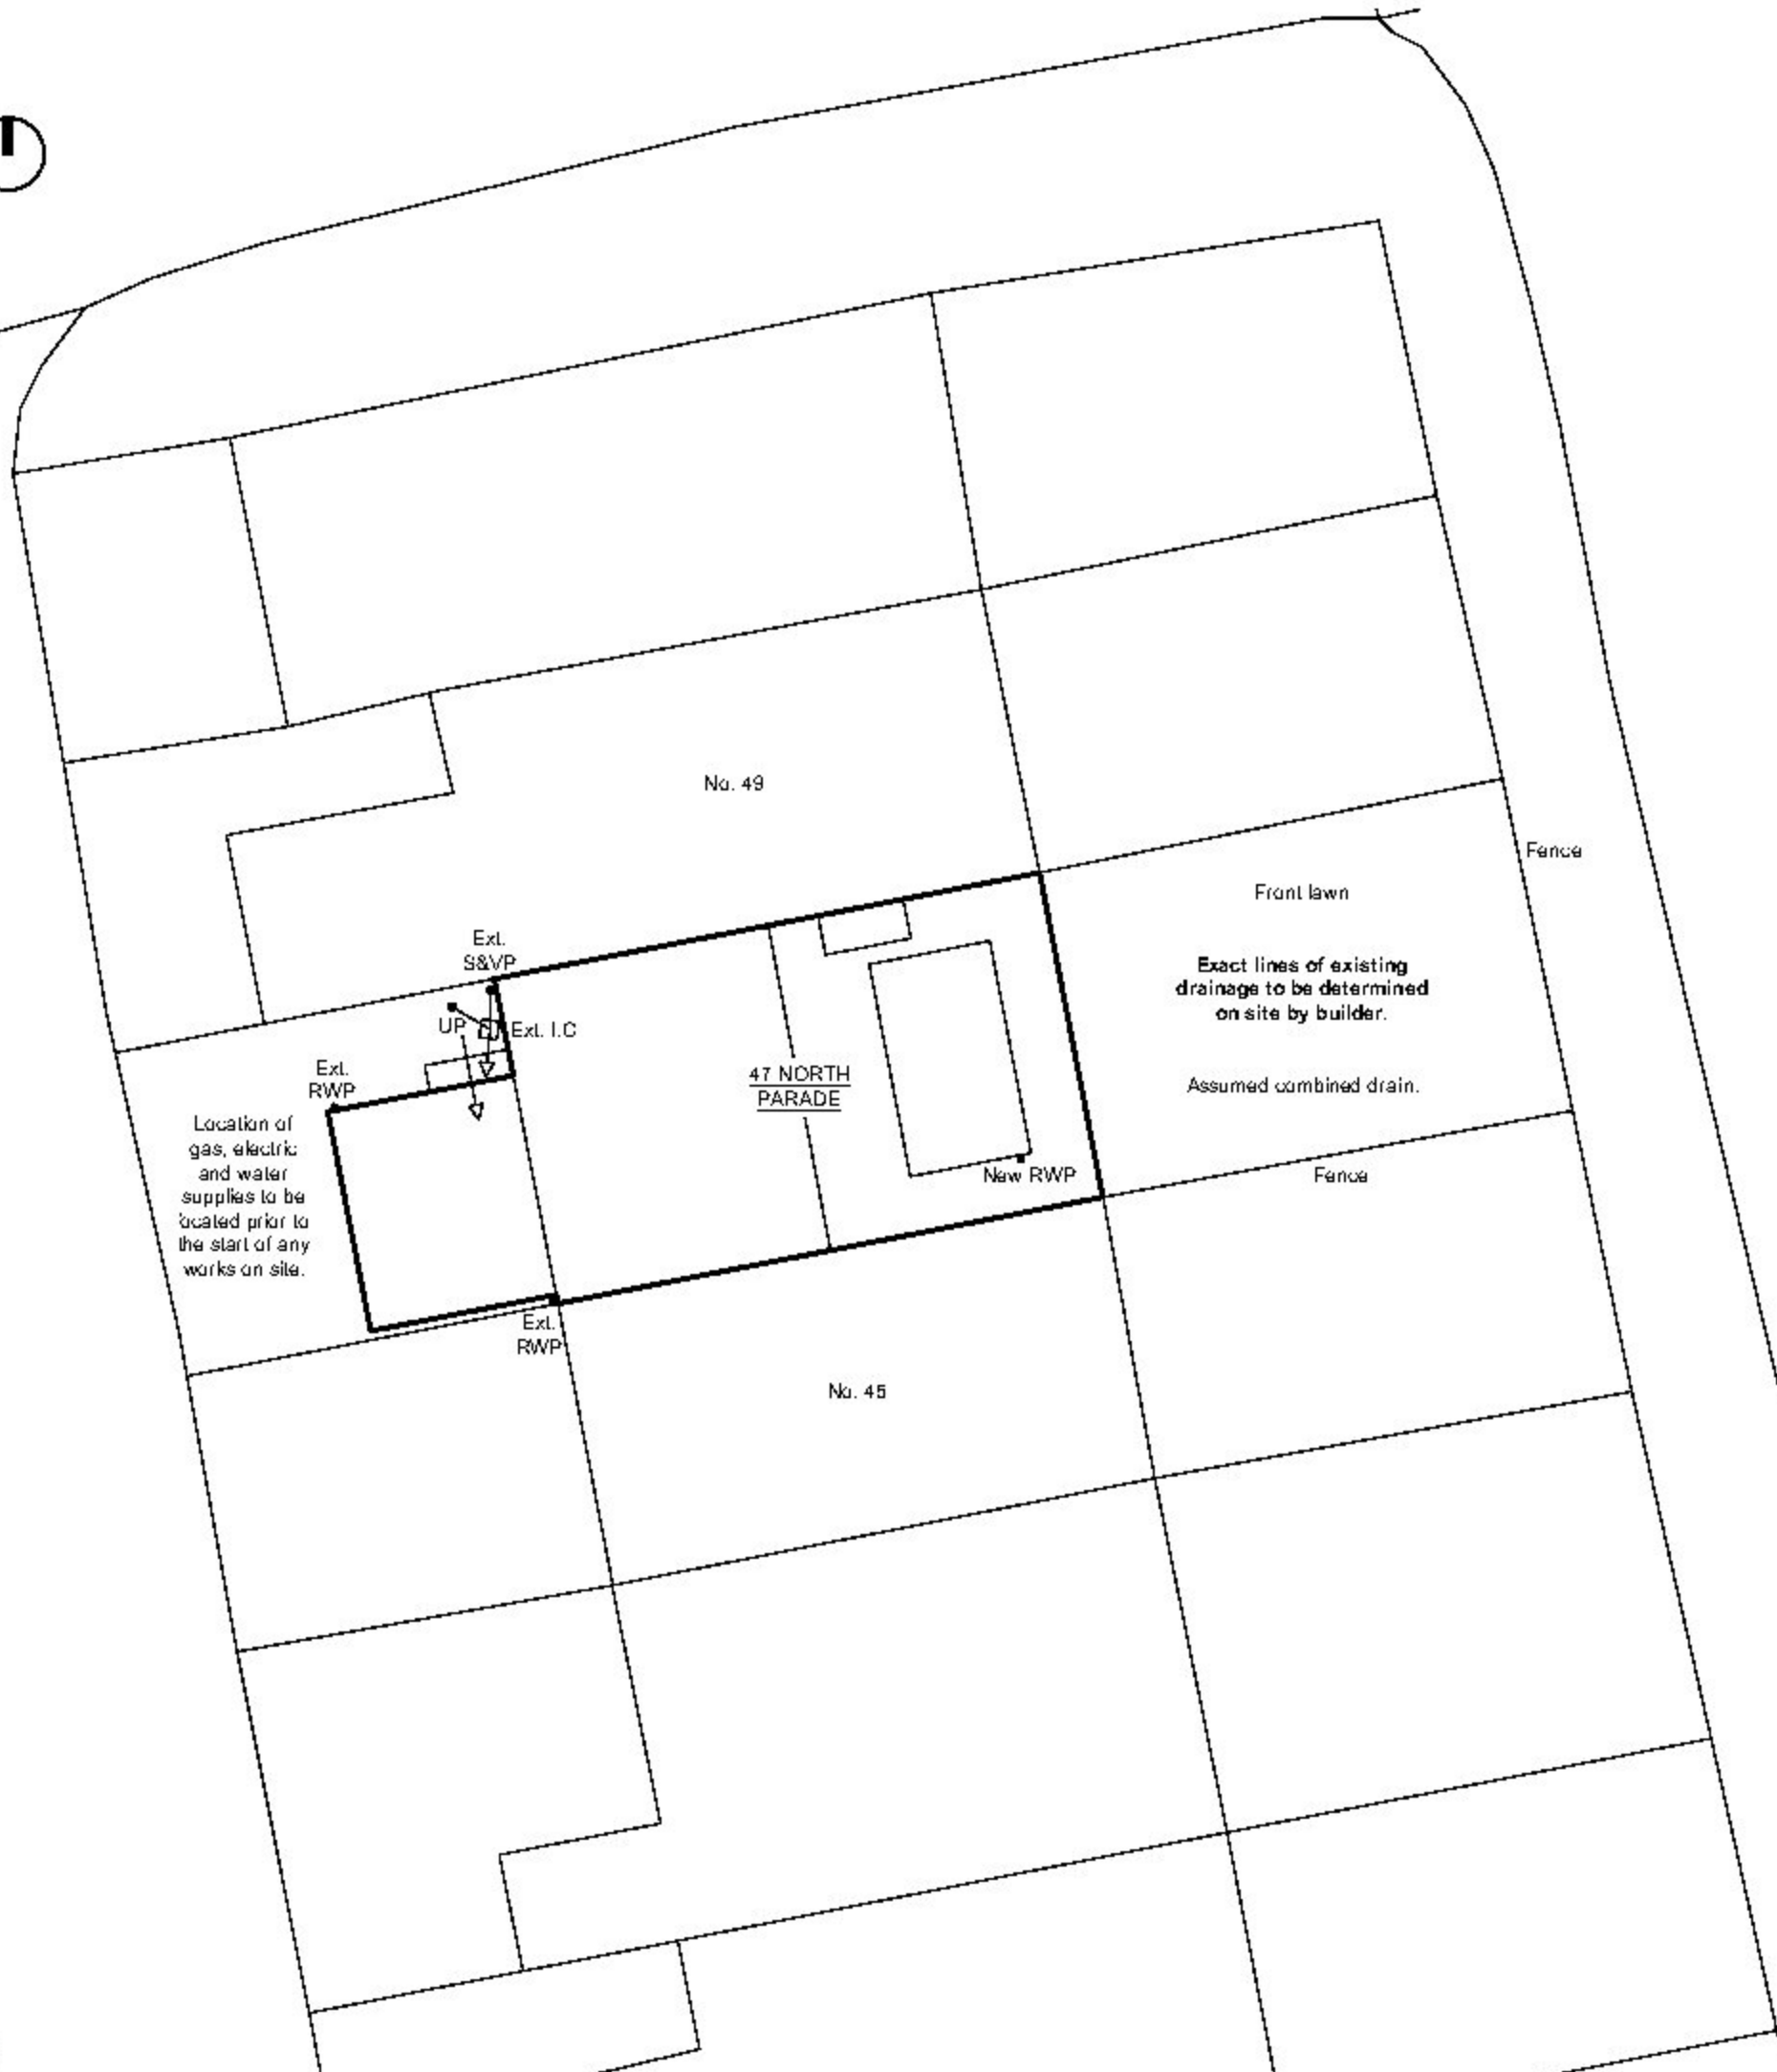 No. 49
Fence
Front lawn
Exact lines of existing
drainage to be determined
on site by builder.
Assumed combined drain.
Ext.
S&VP
UP
Ext. I.C
Ext.
RWP
47 NORTH
PARADE
Location of
gas, electric
and water
supplies to be
located prior to
the start of any
works on site.
New RWP
Fence
Ext.
RWP
No. 45